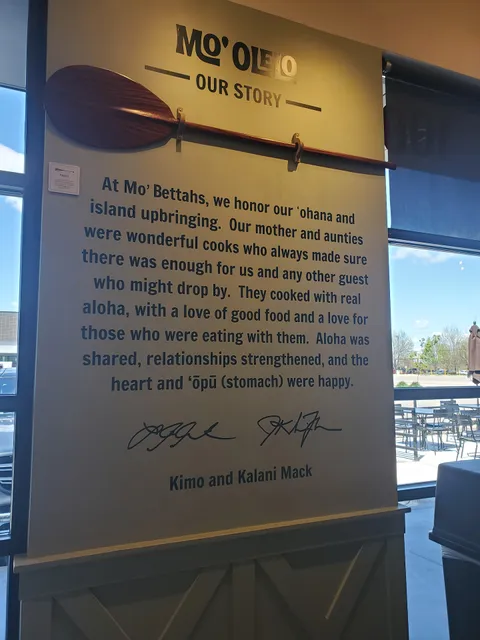 MO' 'OLELO
OUR STORY
At Mo' Bettahs, we honor our 'ohana and
island upbringing. Our mother and aunties
were wonderful cooks who always made sure
there was enough for us and any other guest
who might drop by. They cooked with real
aloha, with a love of good food and a love for
those who were eating with them. Aloha was
shared, relationships strengthened, and the
heart and 'ōpū (stomach) were happy.
Kimo and Kalani Mack